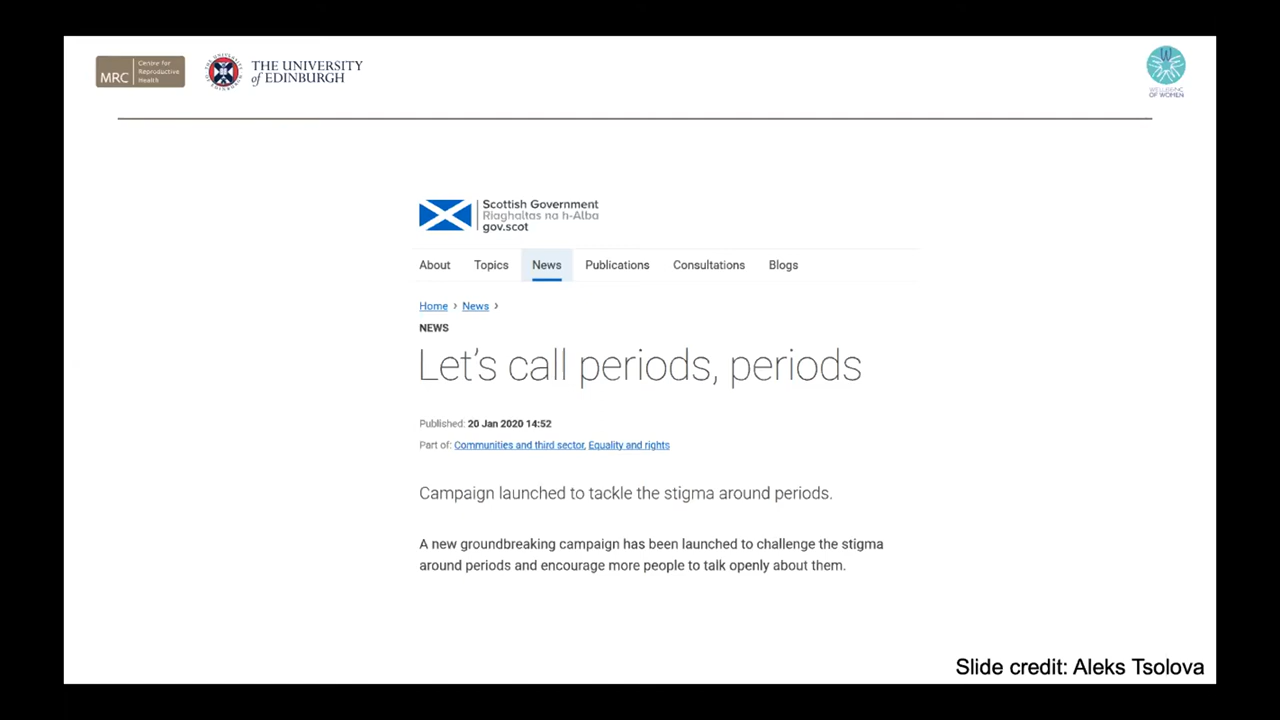 MRC
Centre for
Reproductive
Health
THE UNIVERSITY
of EDINBURGH
WELLBEING
OF WOMEN
Scottish Government
Riaghaltas na h-Alba
gov.scot
About Topics News Publications Consultations Blogs
Home > News >
NEWS
Let's call periods, periods
Published: 20 Jan 2020 14:52
Part of: Communities and third sector, Equality and rights
Campaign launched to tackle the stigma around periods.
A new groundbreaking campaign has been launched to challenge the stigma
around periods and encourage more people to talk openly about them.
Slide credit: Aleks Tsolova